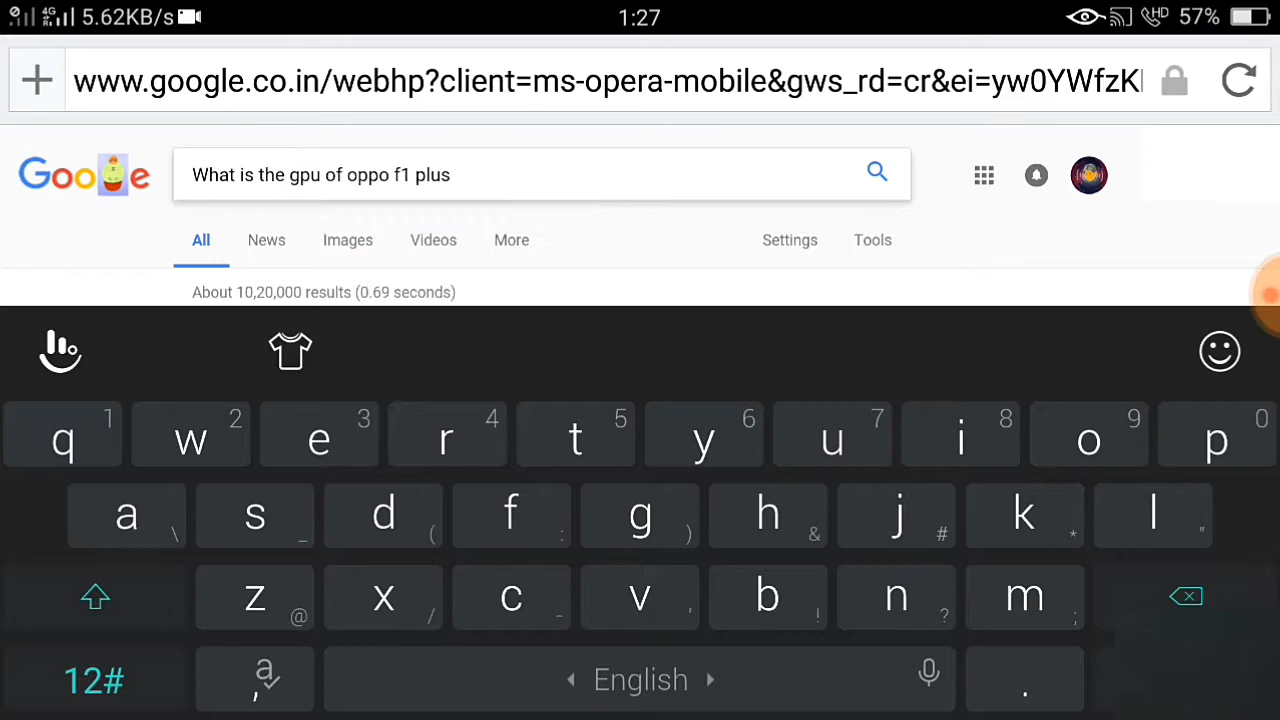 4G R 5.62KB/s 1:27 HD 57%
www.google.co.in/webhp?client=ms-opera-mobile&gws_rd=cr&ei=yw0YWfzK
Google What is the gpu of oppo f1 plus
All News Images Videos More Settings Tools
About 10,20,000 results (0.69 seconds)
q 1 w 2 e 3 r 4 t 5 y 6 u 7 i 8 o 9 p 0
a \ s _ d ( f : g ) h & j # k * l "
z @ x / c - v ' b ! n ? m ;
12# a , English .